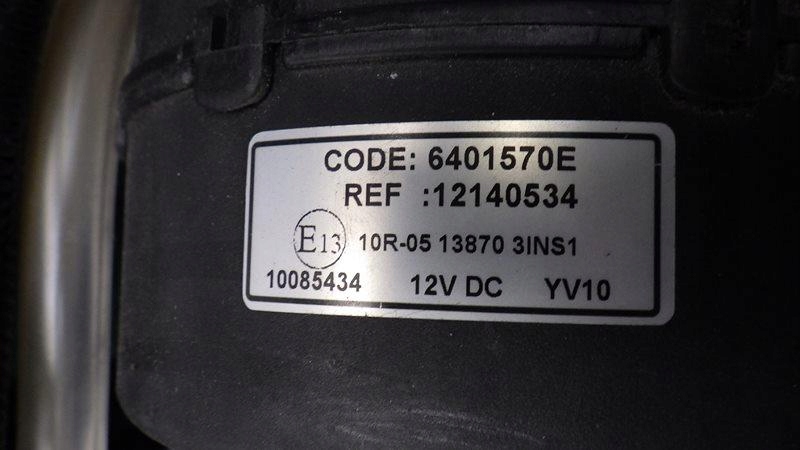 CODE: 6401570E
REF :12140534
E13 10R-05 13870 3INS1
10085434 12V DC YV10